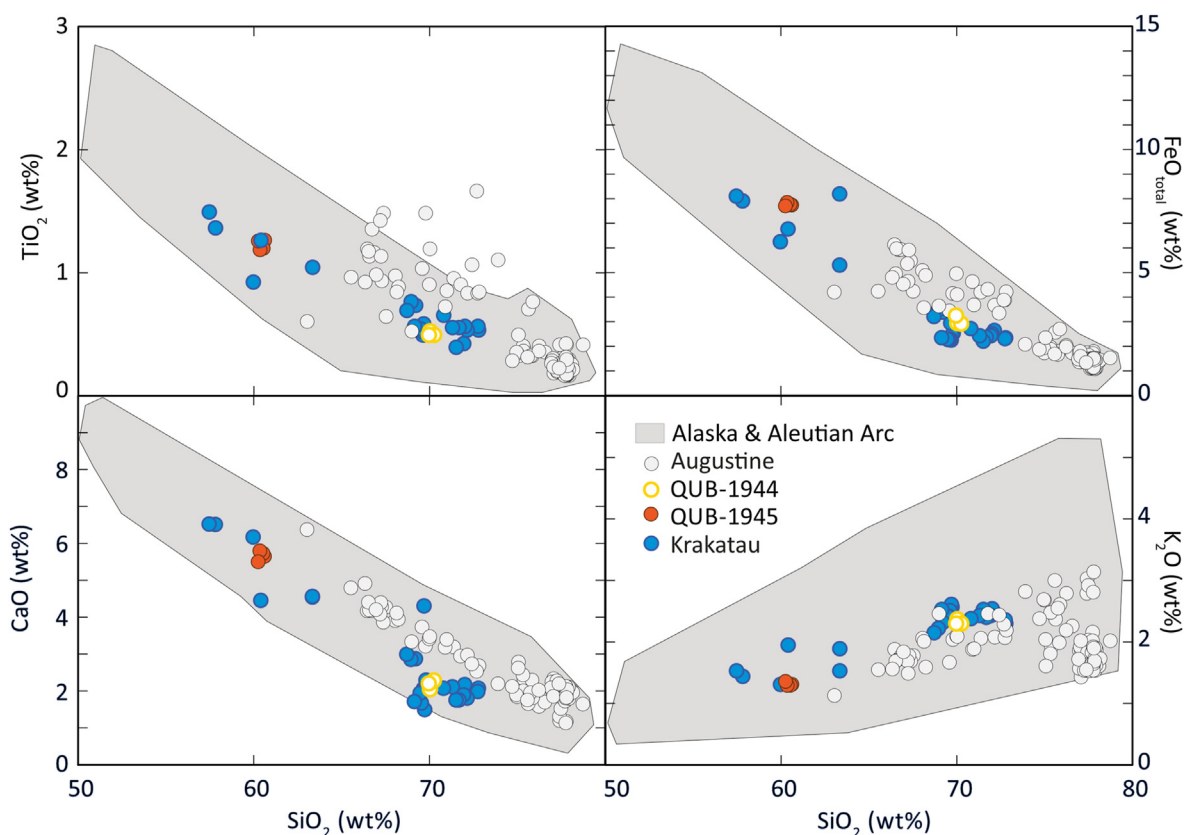 3
2
1
0
TiO₂ (wt%)
15
10
5
0
FeO total (wt%)
8
6
4
2
0
CaO (wt%)
Alaska & Aleutian Arc
Augustine
QUB-1944
QUB-1945
Krakatau
4
2
0
K₂O (wt%)
50
60
70
50
60
70
80
SiO₂ (wt%)
SiO₂ (wt%)